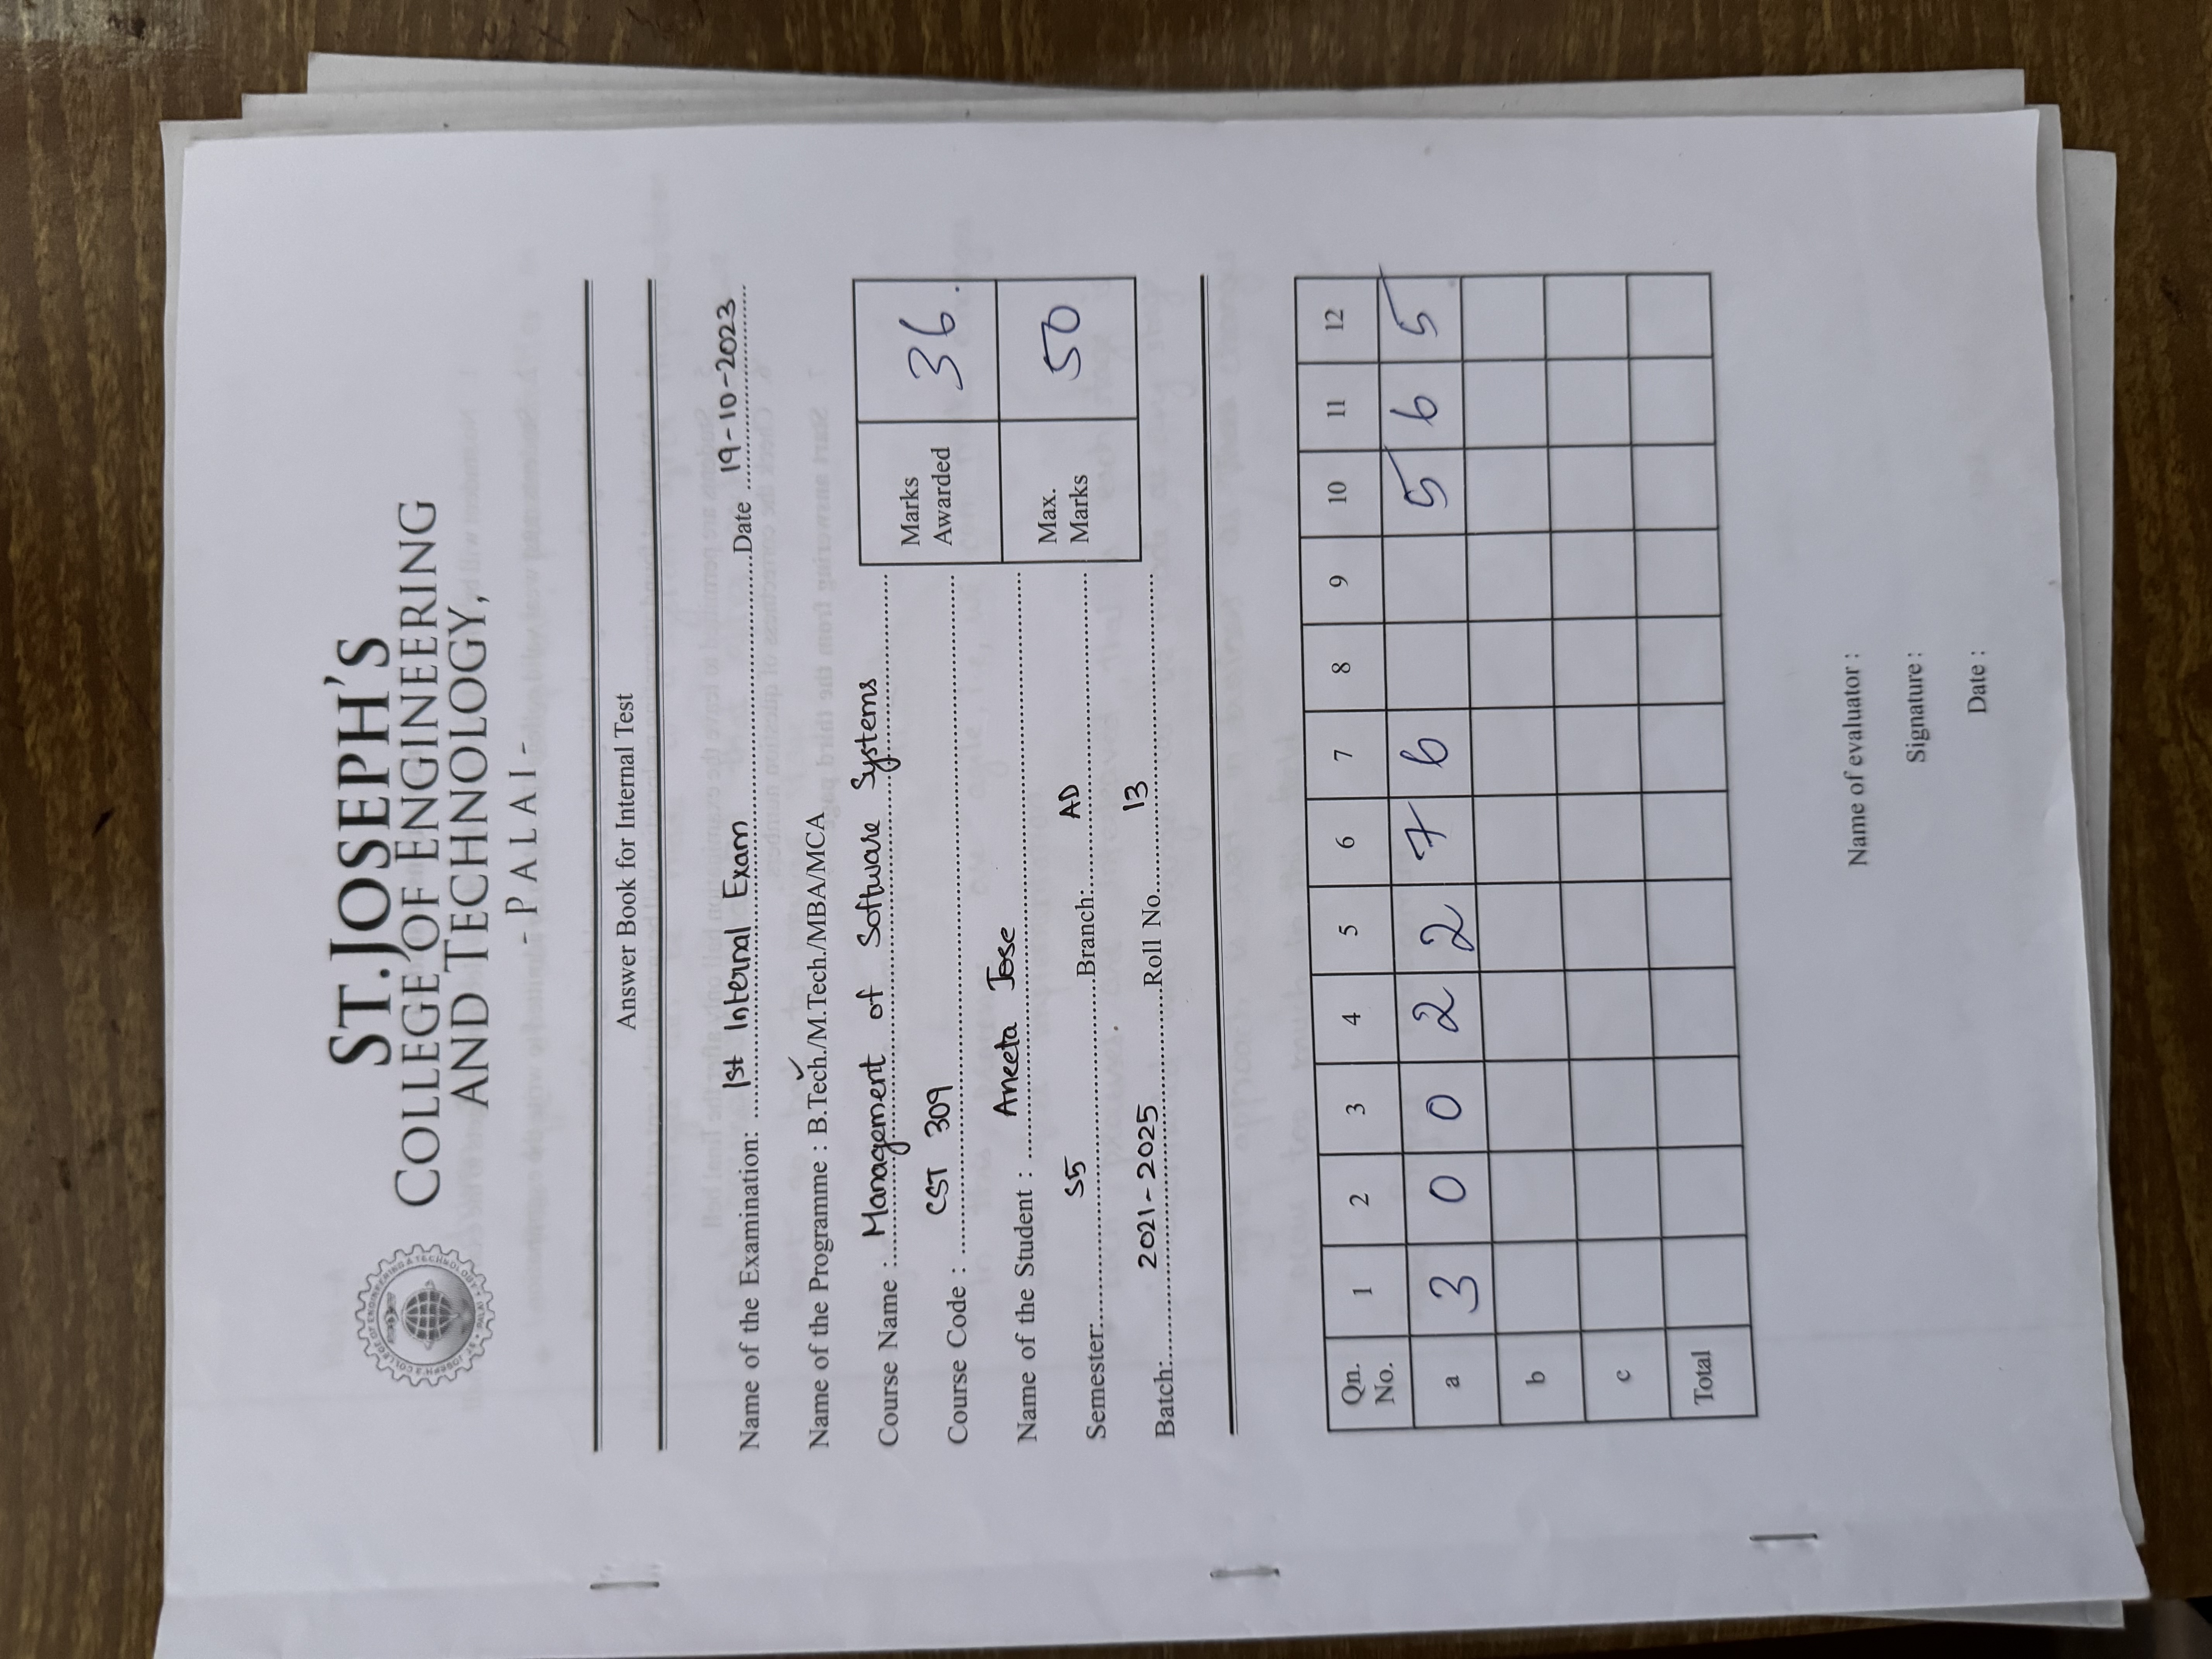 ST.JOSEPH'S
COLLEGE OF ENGINEERING
AND TECHNOLOGY,
- PALAI -
Answer Book for Internal Test
Name of the Examination: 1st Internal Exam Date 19-10-2023
Name of the Programme : B.Tech./M.Tech./MBA/MCA
Course Name : Management of Software Systems
Marks Awarded 36.
Course Code : CST 309
Name of the Student : Aneeta Jose
Max. Marks 50
Semester: S5 Branch: AD
Batch: 2021-2025 Roll No. 13
Qn. No. 1 2 3 4 5 6 7 8 9 10 11 12
a 3 0 0 2 2 7 6 5 6 5
b
c
Total
Name of evaluator :
Signature :
Date :